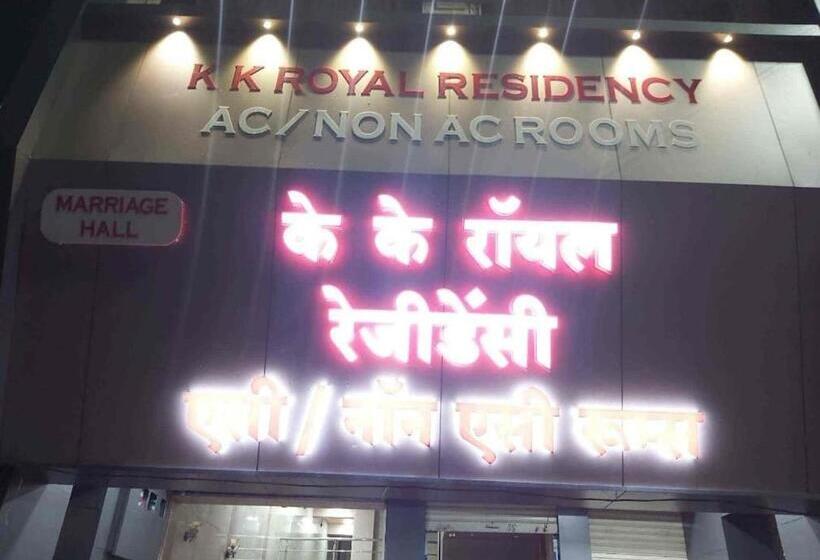 K K ROYAL RESIDENCY
AC/NON AC ROOMS
MARRIAGE
HALL
के के रॉयल
रेजीडेंसी
एसी / नॉन एसी रूम्स